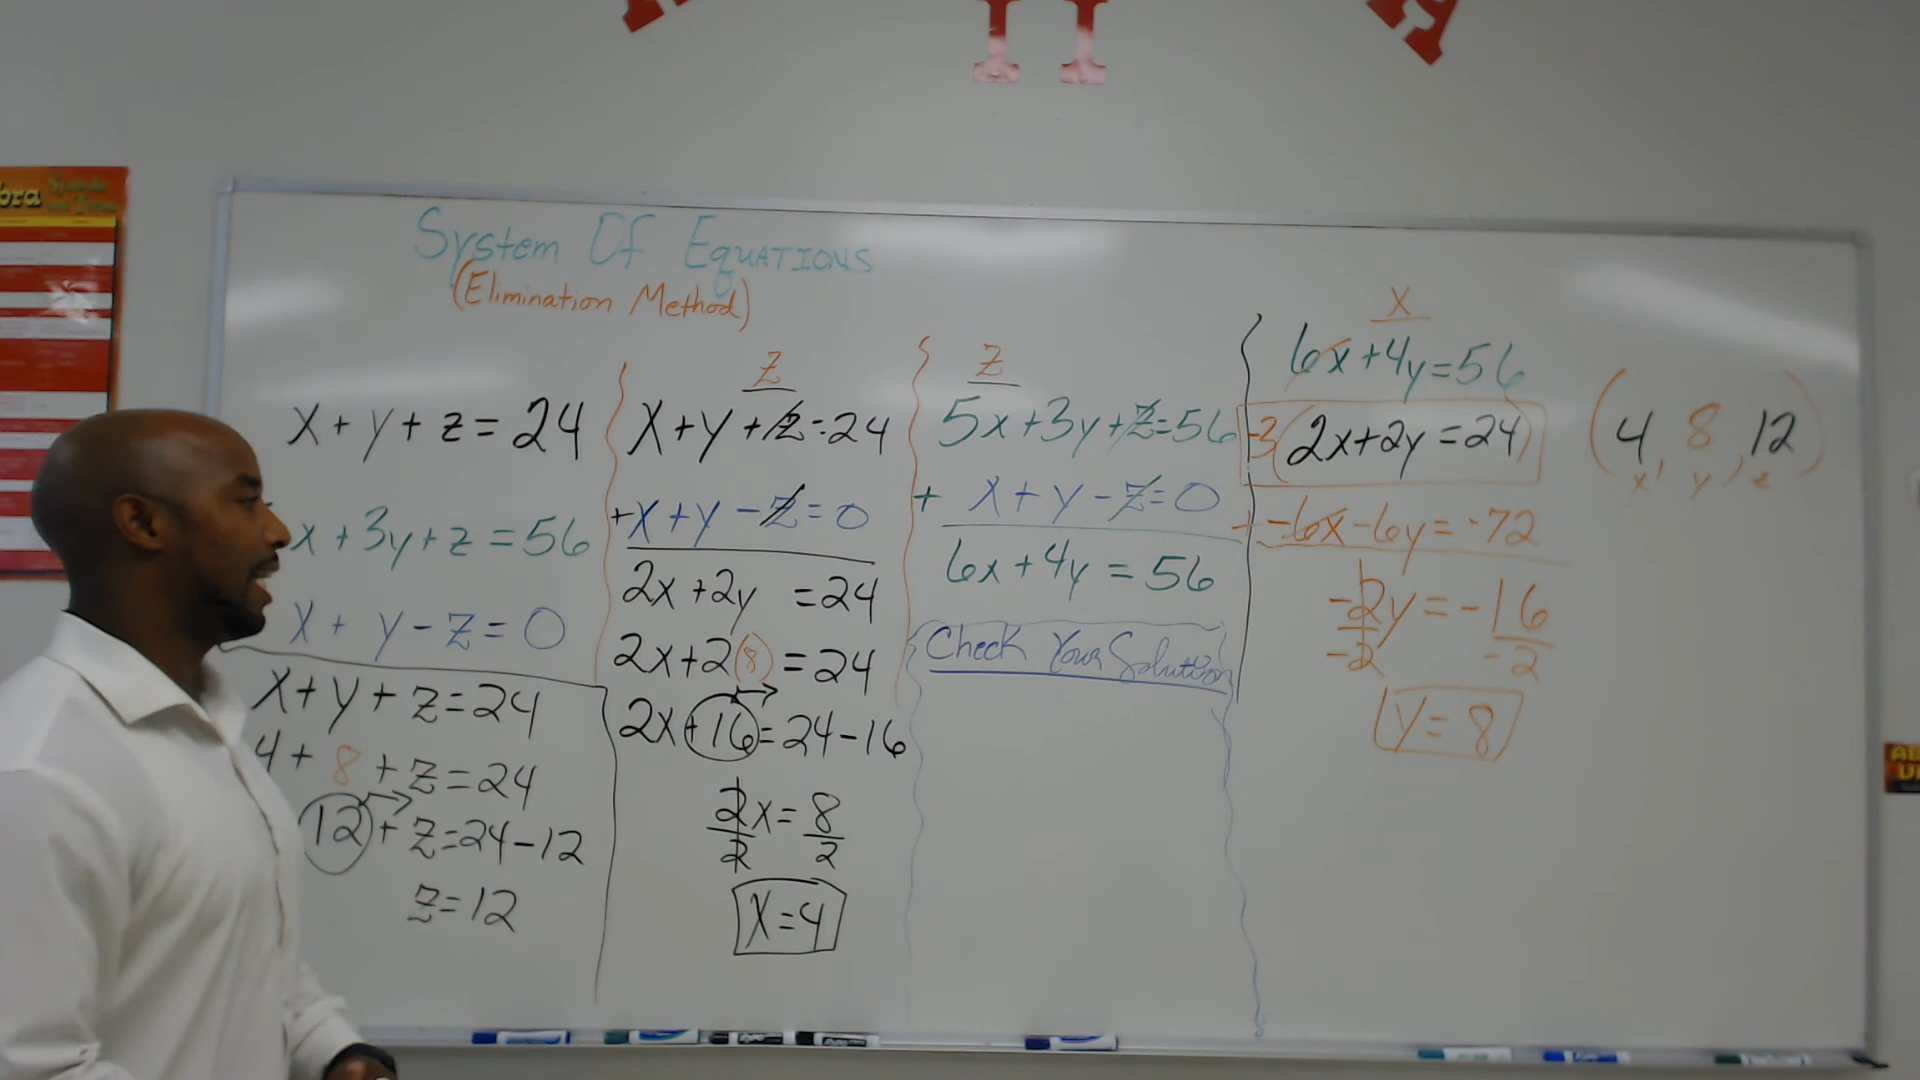 bra Symbols
System Of Equations
(Elimination Method)
x + y + z = 24
x + 3y + z = 56
x + y - z = 0
x + y + z = 24
4 + 8 + z = 24
12 + z = 24 - 12
z = 12
z
x + y + z = 24
+ x + y - z = 0
2x + 2y = 24
2x + 2(8) = 24
2x + 16 = 24 - 16
2x = 8
2 2
x = 4
z
5x + 3y + z = 56
+ x + y - z = 0
6x + 4y = 56
Check Your Solution
x
6x + 4y = 56
-3(2x + 2y = 24)
+ -6x - 6y = -72
-2y = -16
-2 -2
y = 8
(4, 8, 12)
x y z